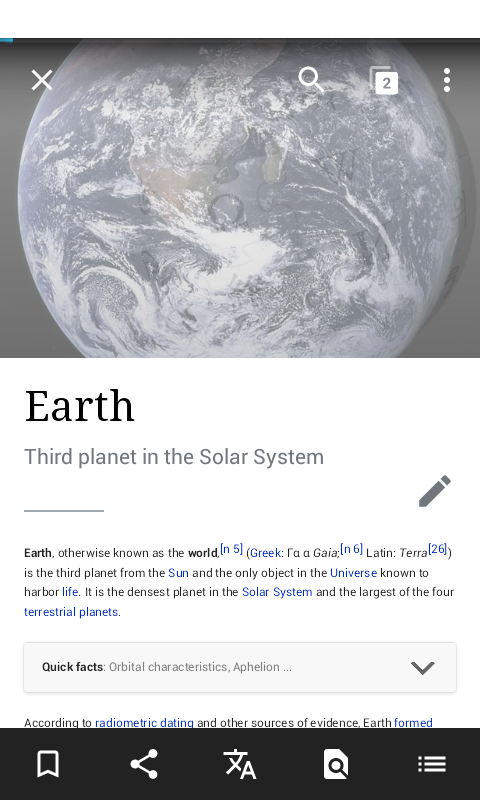 2
Earth
Third planet in the Solar System
Earth, otherwise known as the world,[n 5] (Greek: Γα α Gaia;[n 6] Latin: Terra[26])
is the third planet from the Sun and the only object in the Universe known to
harbor life. It is the densest planet in the Solar System and the largest of the four
terrestrial planets.
Quick facts: Orbital characteristics, Aphelion ...
According to radiometric dating and other sources of evidence, Earth formed